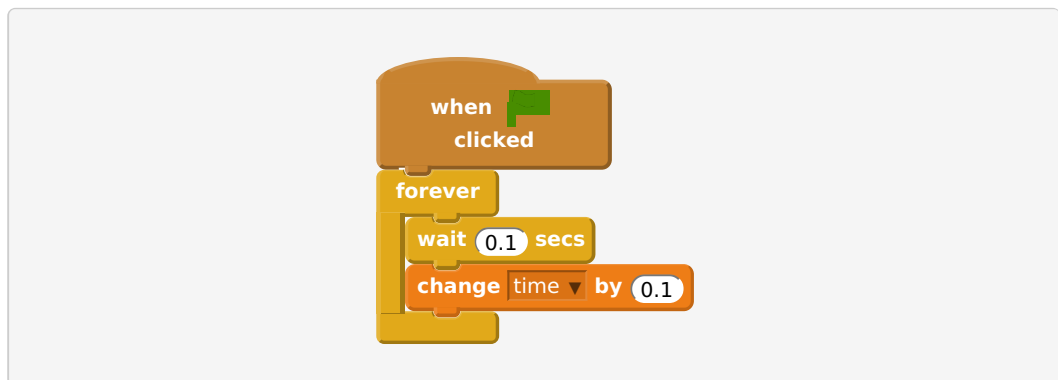 when
clicked
forever
wait 0.1 secs
change time ▼ by 0.1